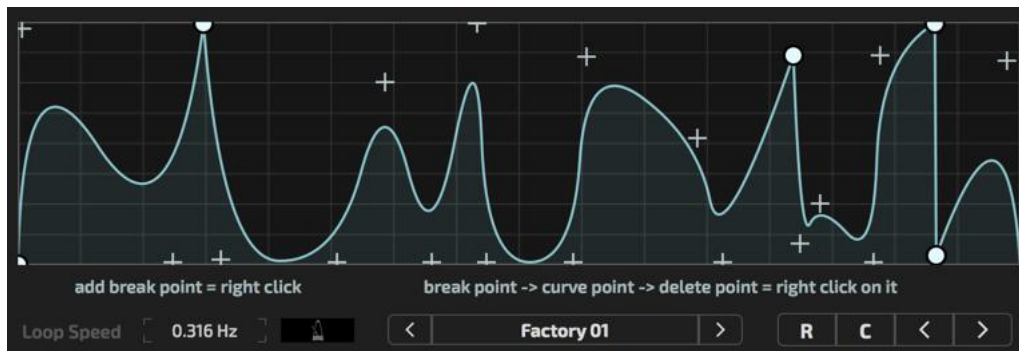 add break point = right click
break point -> curve point -> delete point = right click on it
Loop Speed
0.316 Hz
< Factory 01 >
R C < >